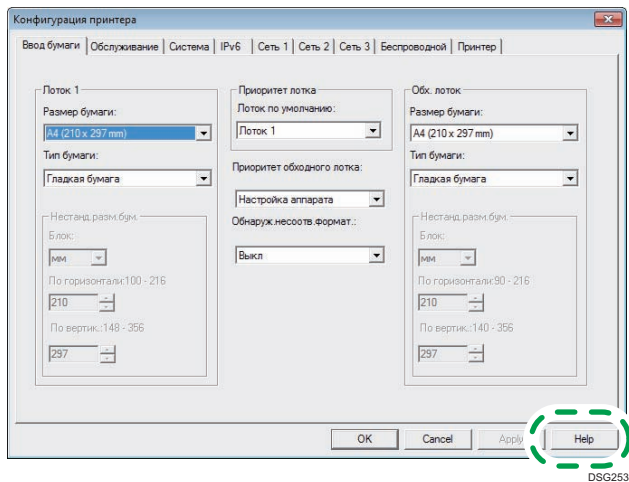 Конфигурация принтера
Ввод бумаги Обслуживание Система IPv6 Сеть 1 Сеть 2 Сеть 3 Беспроводной Принтер
Лоток 1
Размер бумаги:
A4 (210 x 297 mm)
Тип бумаги:
Гладкая бумага
Нестанд.разм.бум.
Блок:
мм
По горизонтали:100 - 216
210
По вертик.:148 - 356
297
Приоритет лотка
Лоток по умолчанию:
Лоток 1
Приоритет обходного лотка:
Настройка аппарата
Обнаруж.несоотв.формат.:
Выкл
Обх. лоток
Размер бумаги:
A4 (210 x 297 mm)
Тип бумаги:
Гладкая бумага
Нестанд.разм.бум.
Блок:
мм
По горизонтали:90 - 216
210
По вертик.:140 - 356
297
OK Cancel Apply Help
DSG253